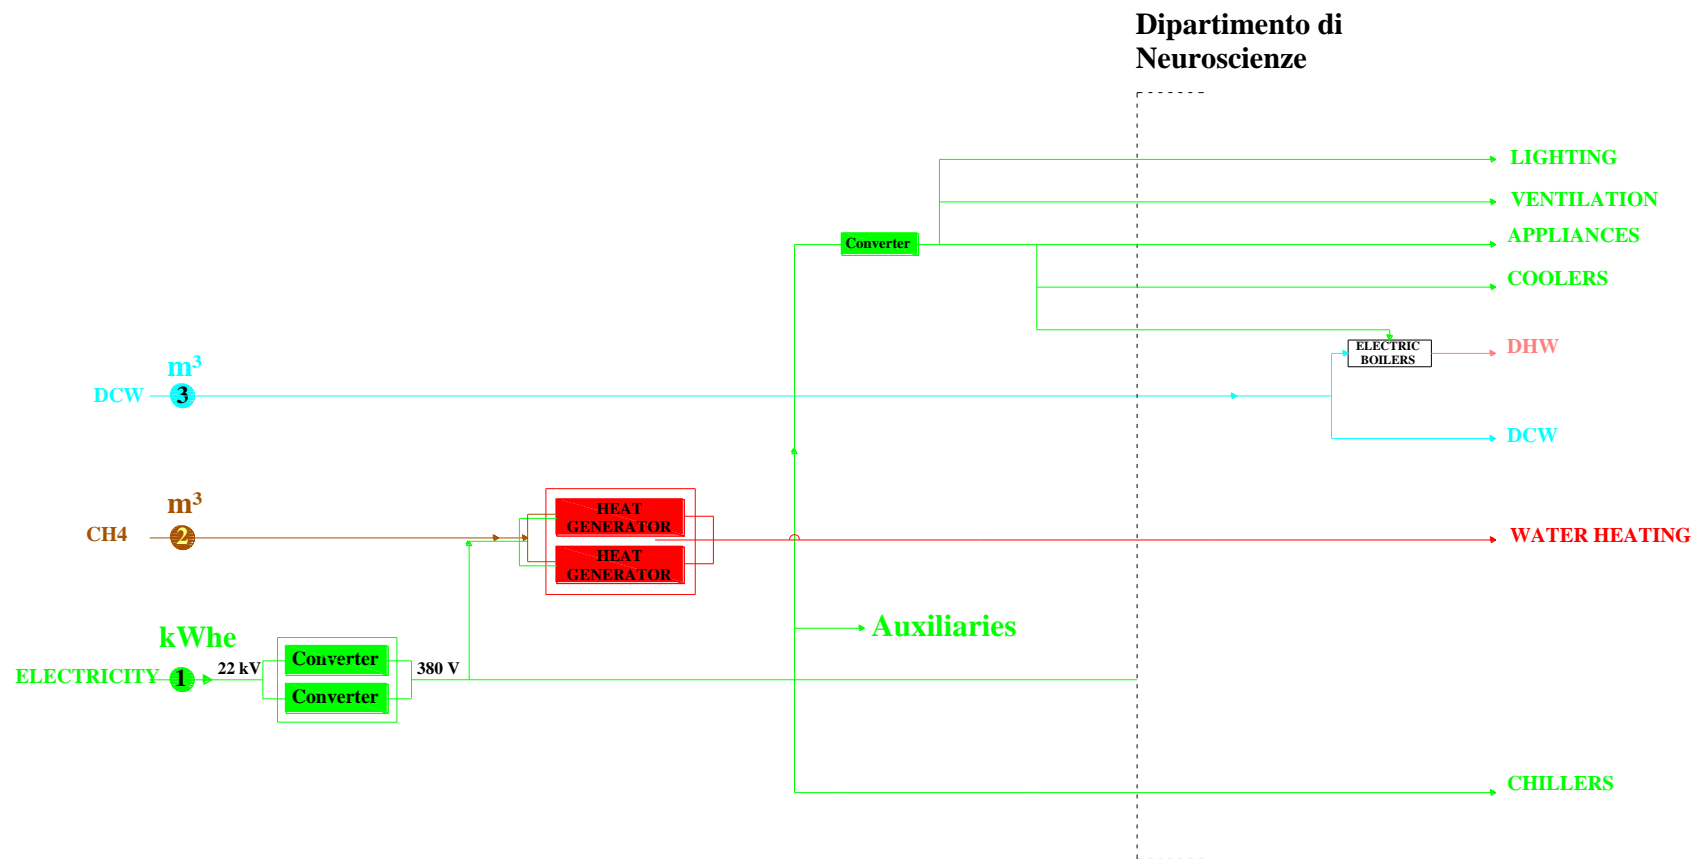 Dipartimento di
Neuroscienze
LIGHTING
VENTILATION
Converter
APPLIANCES
COOLERS
ELECTRIC
BOILERS
DHW
m³
DCW
3
DCW
m³
CH4
2
HEAT
GENERATOR
HEAT
GENERATOR
WATER HEATING
Auxiliaries
kWhe
ELECTRICITY
1
22 kV
Converter
Converter
380 V
CHILLERS